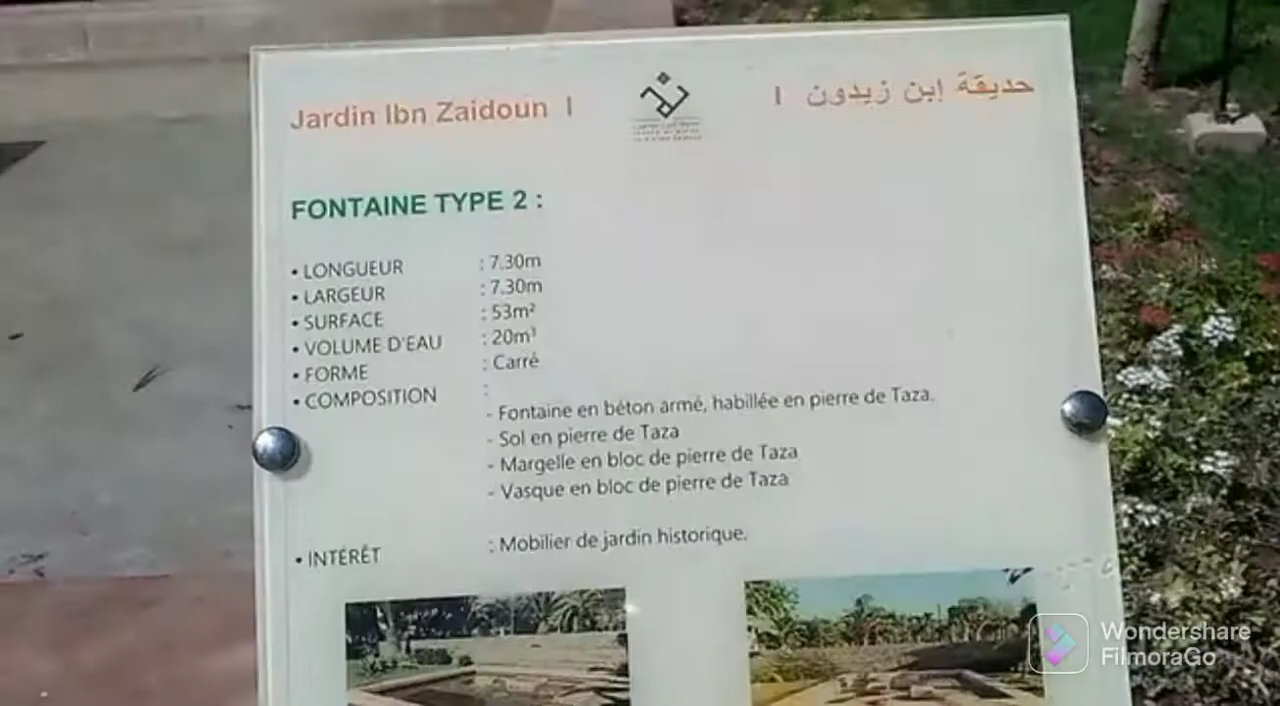 Jardin Ibn Zaidoun I
حديقة إبن زيدون I
FONTAINE TYPE 2 :
• LONGUEUR : 7.30m
• LARGEUR : 7.30m
• SURFACE : 53m²
• VOLUME D'EAU : 20m³
• FORME : Carré
• COMPOSITION :
- Fontaine en béton armé, habillée en pierre de Taza.
- Sol en pierre de Taza
- Margelle en bloc de pierre de Taza
- Vasque en bloc de pierre de Taza
• INTÉRÊT : Mobilier de jardin historique.
Wondershare
FilmoraGo